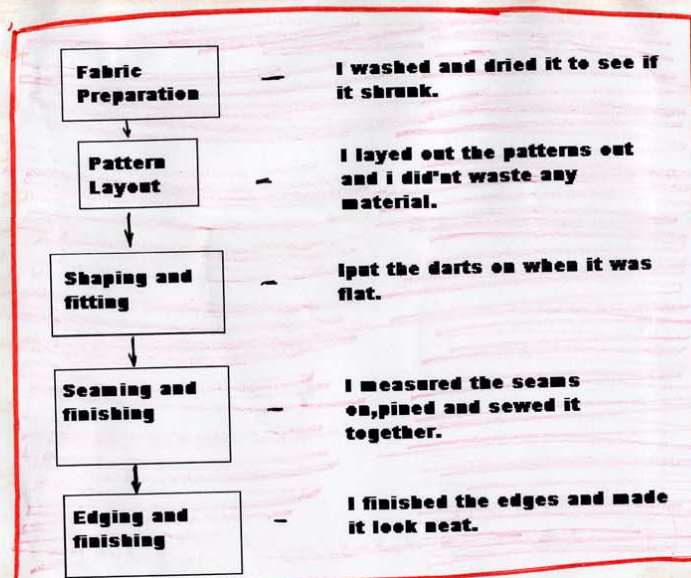 Fabric
Preparation
I washed and dried it to see if
it shrunk.
Pattern
Layout
I layed out the patterns out
and i did'nt waste any
material.
Shaping and
fitting
Iput the darts on when it was
flat.
Seaming and
finishing
I measured the seams
on,pined and sewed it
together.
Edging and
finishing
I finished the edges and made
it look neat.